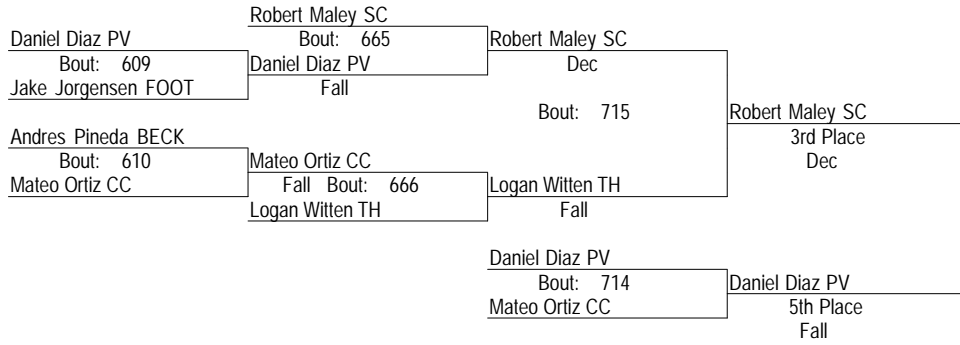 Robert Maley SC
Daniel Diaz PV
Bout: 665
Robert Maley SC
Bout: 609
Daniel Diaz PV
Dec
Jake Jorgensen FOOT
Fall
Bout: 715
Robert Maley SC
Andres Pineda BECK
3rd Place
Bout: 610
Mateo Ortiz CC
Dec
Mateo Ortiz CC
Fall Bout: 666
Logan Witten TH
Logan Witten TH
Fall
Daniel Diaz PV
Bout: 714
Daniel Diaz PV
Mateo Ortiz CC
5th Place
Fall